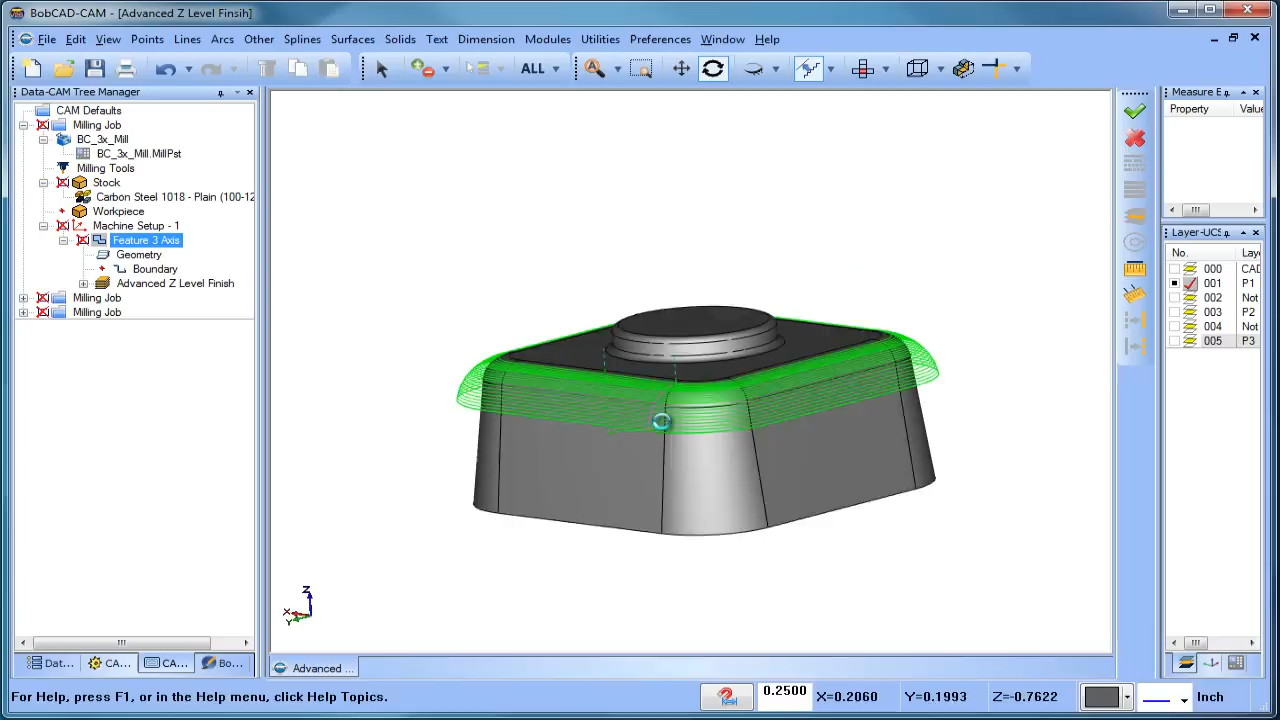 BobCAD-CAM - [Advanced Z Level Finsih]
File Edit View Points Lines Arcs Other Splines Surfaces Solids Text Dimension Modules Utilities Preferences Window Help
ALL
Data-CAM Tree Manager
CAM Defaults
Milling Job
BC_3x_Mill
BC_3x_Mill.MillPst
Milling Tools
Stock
Carbon Steel 1018 - Plain (100-12
Workpiece
Machine Setup - 1
Feature 3 Axis
Geometry
Boundary
Advanced Z Level Finish
Milling Job
Milling Job
Dat... CA... CA... Bo...
Z
X
Y
Advanced ...
Measure E
Property Value
Layer-UCS
No. Laye
000 CAD
001 P1
002 Not
003 P2
004 Not
005 P3
For Help, press F1, or in the Help menu, click Help Topics.
0.2500 X=0.2060 Y=0.1993 Z=-0.7622 Inch